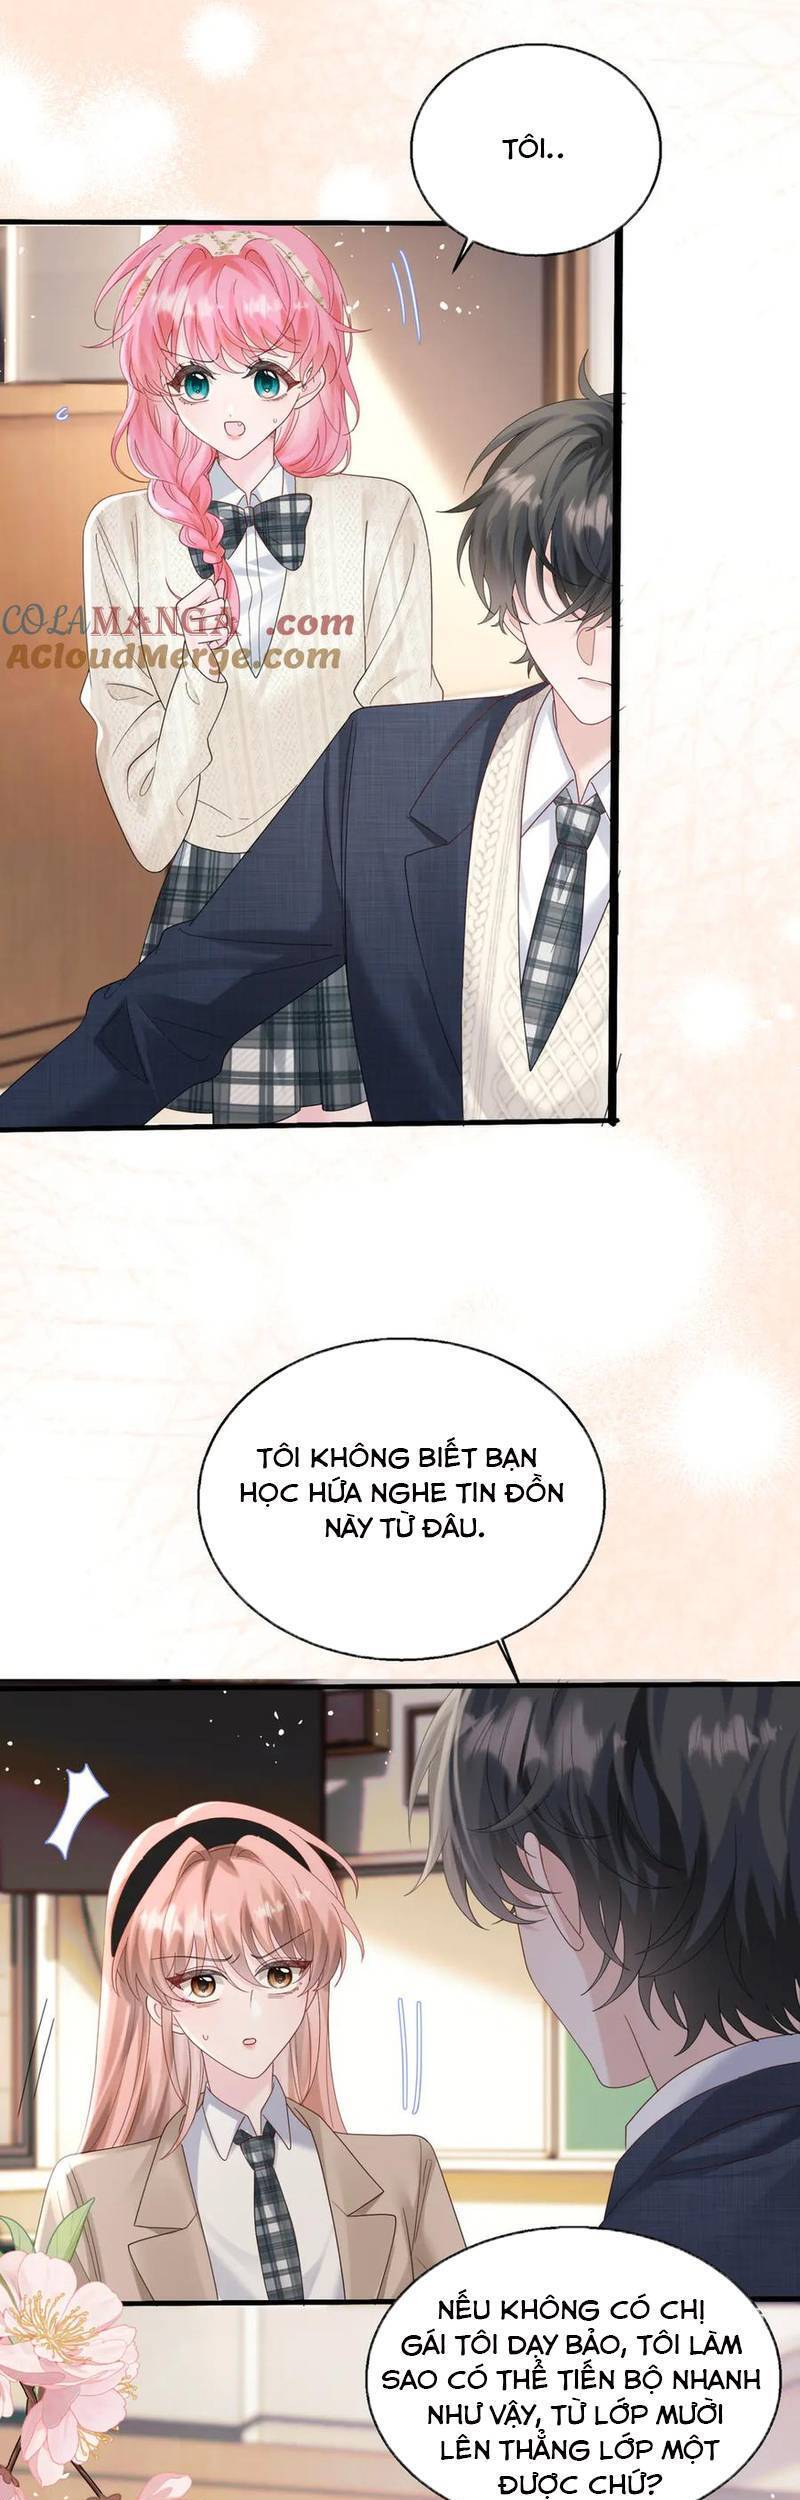 TÔI..
COLAMANGA.com
ACloudMerge.com
TÔI KHÔNG BIẾT BẠN
HỌC HỨA NGHE TIN ĐỒN
NÀY TỪ ĐÂU.
NẾU KHÔNG CÓ CHỊ
GÁI TÔI DẠY BẢO, TÔI LÀM
SAO CÓ THỂ TIẾN BỘ NHANH
NHƯ VẬY, TỪ LỚP MƯỜI
LÊN THẲNG LỚP MỘT
ĐƯỢC CHỨ?